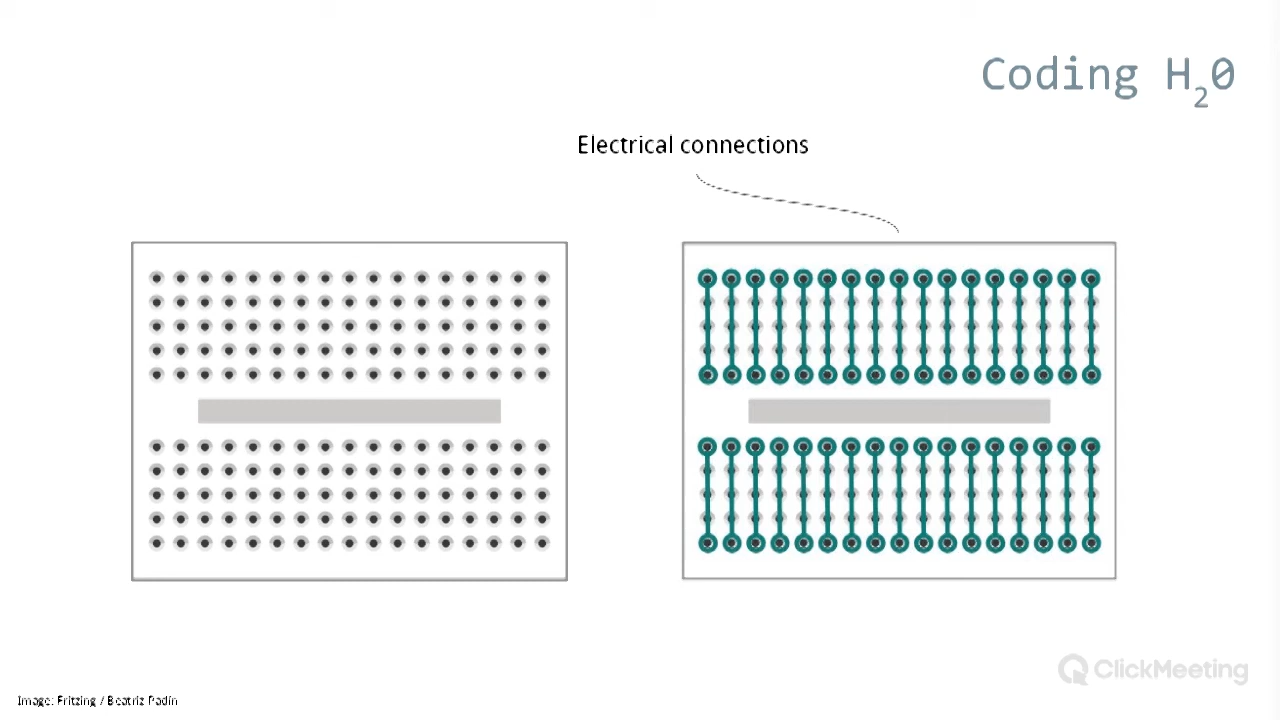 Coding H₂0
Electrical connections
ClickMeeting
Image: Fritzing / Beatriz Padín